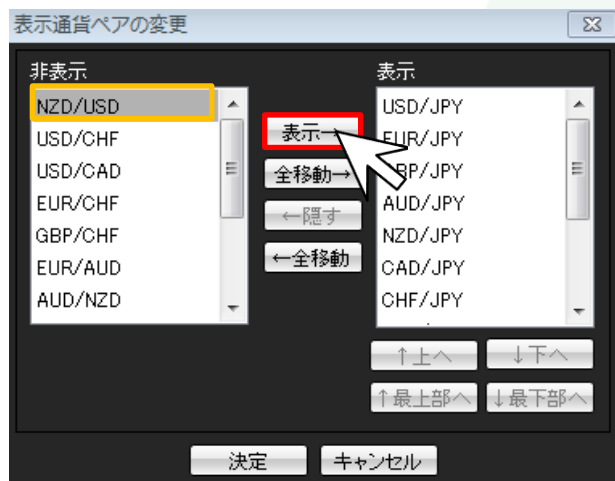 表示通貨ペアの変更
非表示
NZD/USD
USD/CHF
USD/CAD
EUR/CHF
GBP/CHF
EUR/AUD
AUD/NZD
表示→
全移動→
←隠す
←全移動
表示
USD/JPY
EUR/JPY
GBP/JPY
AUD/JPY
NZD/JPY
CAD/JPY
CHF/JPY
↑上へ
↓下へ
↑最上部へ
↓最下部へ
決定
キャンセル